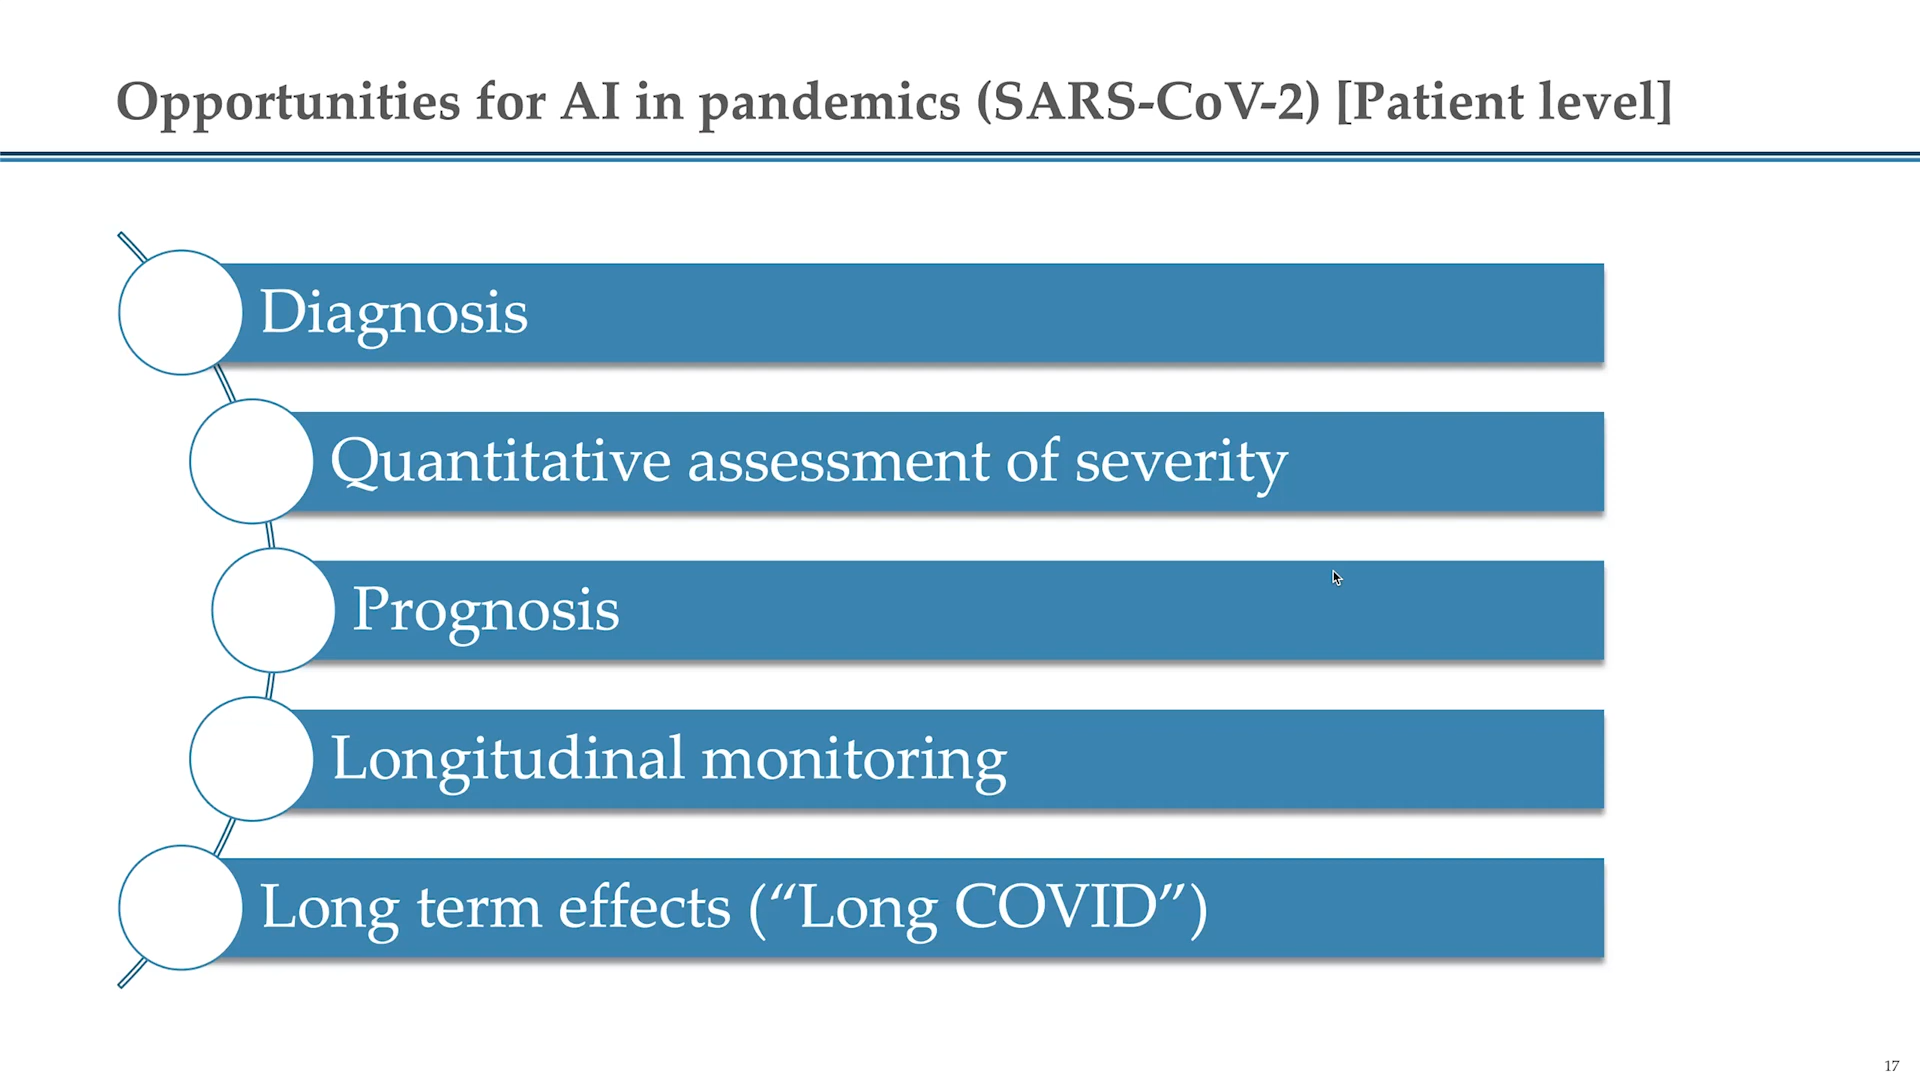 Opportunities for AI in pandemics (SARS-CoV-2) [Patient level]
Diagnosis
Quantitative assessment of severity
Prognosis
Longitudinal monitoring
Long term effects (“Long COVID”)
17